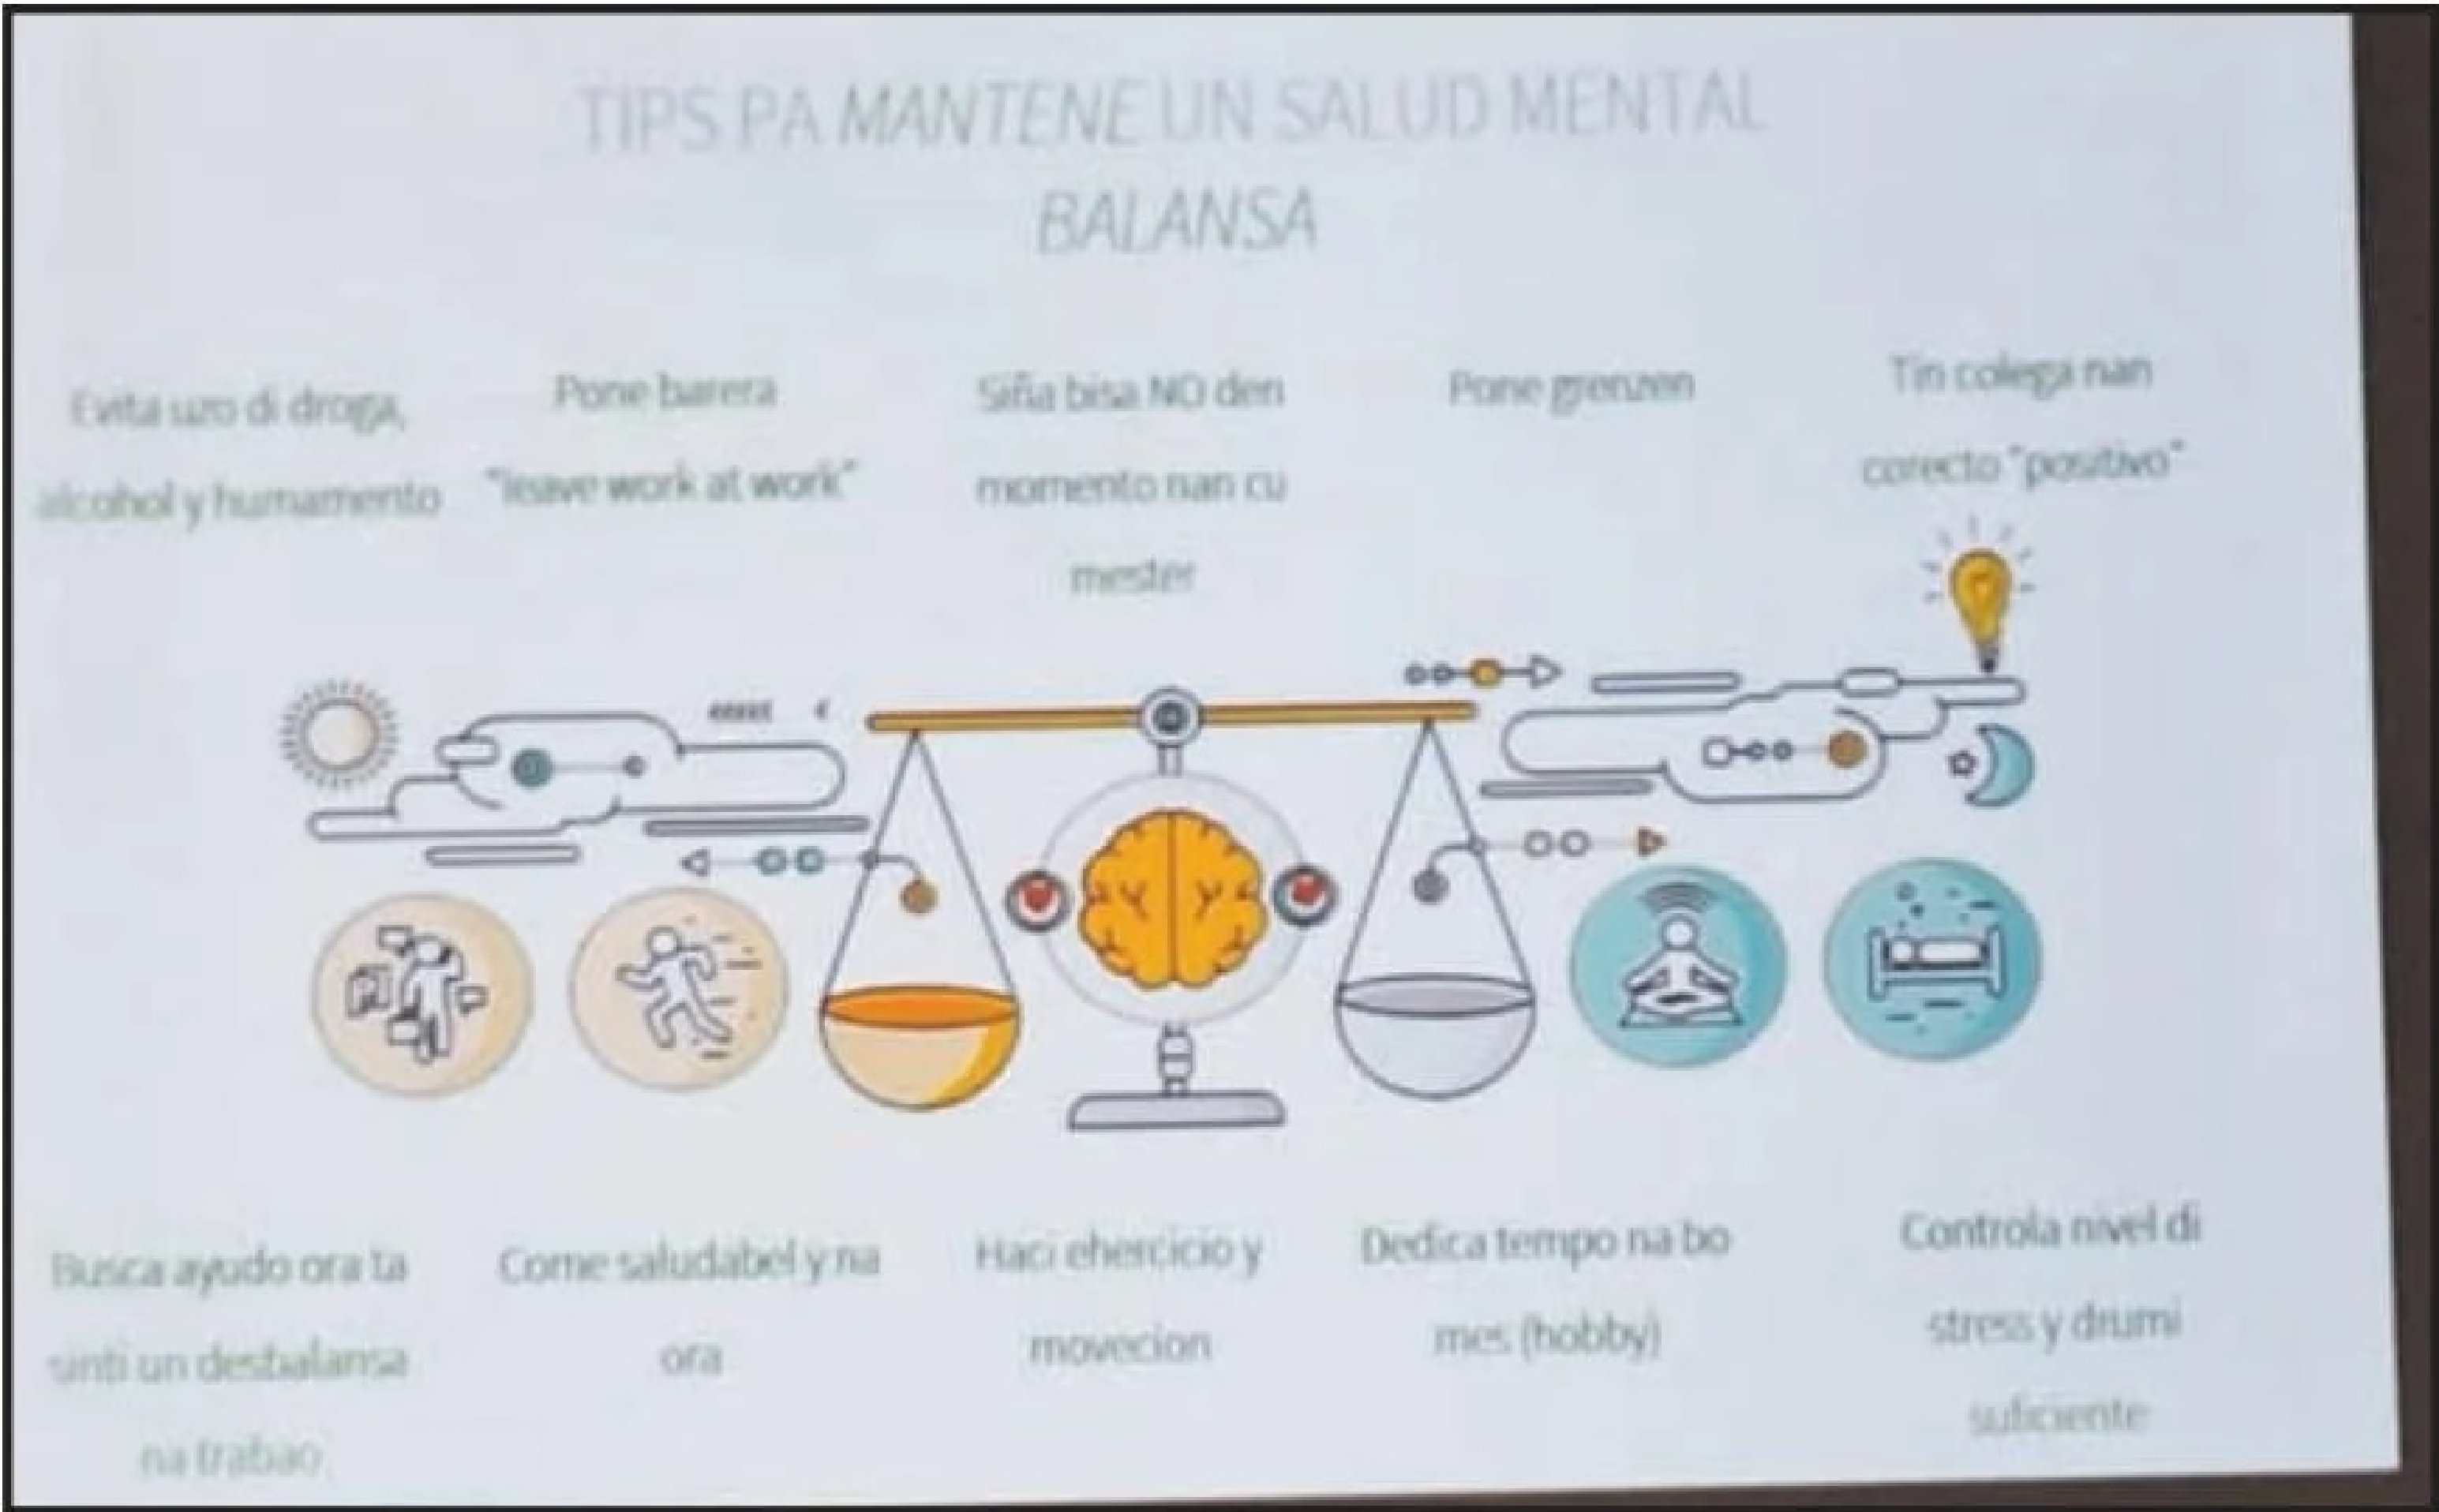 TIPS PA MANTENE UN SALUD MENTAL
BALANSA
Evita uzo di droga,
alcohol y humamento
Pone barera
"leave work at work"
Siña bisa NO den
momento nan cu
mester
Pone grenzen
Tin colega nan
corecto "positivo"
Busca ayudo ora ta
sinti un desbalansa
na trabao
Come saludabel y na
ora
Haci ehercicio y
movecion
Dedica tempo na bo
mes (hobby)
Controla nivel di
stress y drumi
suficiente